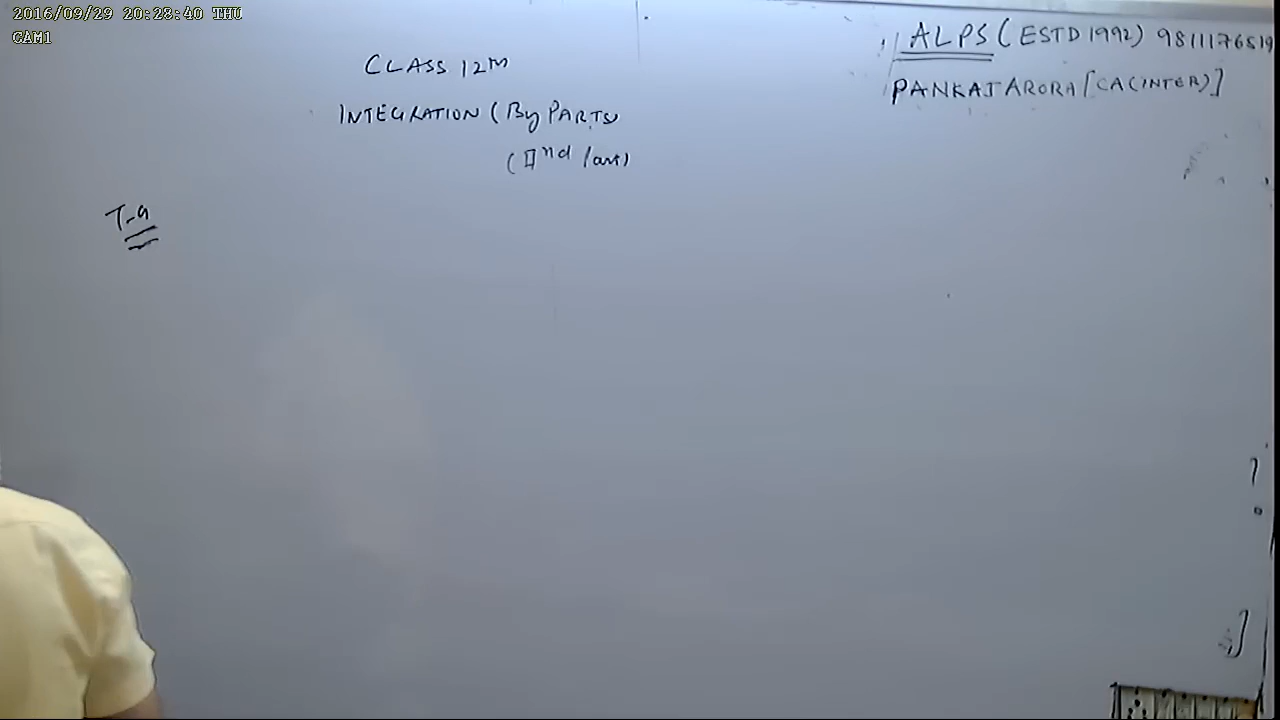 2016/09/29 20:28:40 THU
CAM1
ALPS (ESTD 1992) 9811176519
PANKAJ ARORA [CA(INTER)]
CLASS 12th
INTEGRATION (By PARTS
(IInd Part)
T-9